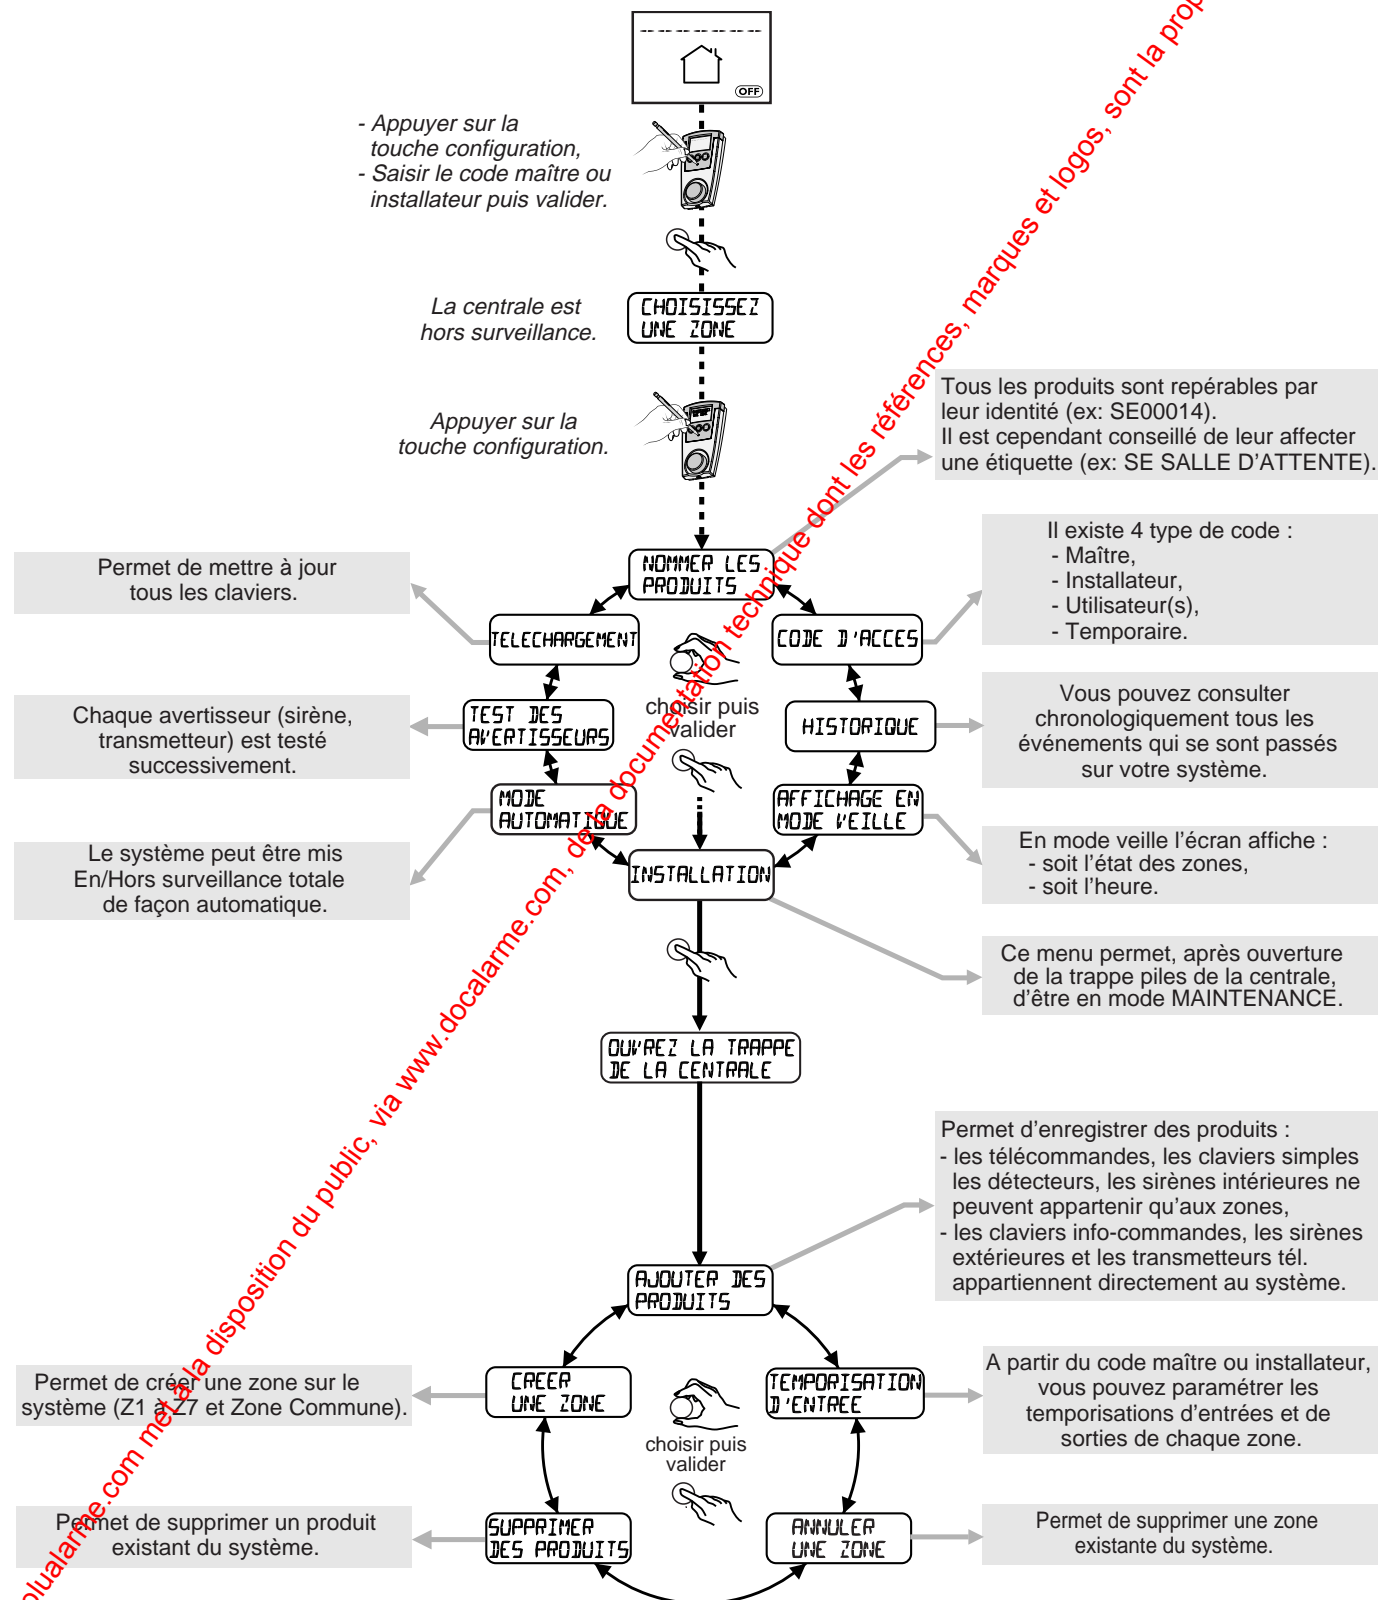 OFF
- Appuyer sur la
touche configuration,
- Saisir le code maître ou
installateur puis valider.
La centrale est
hors surveillance.
CHOISISSEZ
UNE ZONE
Appuyer sur la
touche configuration.
Tous les produits sont repérables par
leur identité (ex: SE00014).
Il est cependant conseillé de leur affecter
une étiquette (ex: SE SALLE D'ATTENTE).
NOMMER LES
PRODUITS
Il existe 4 type de code :
- Maître,
- Installateur,
- Utilisateur(s),
- Temporaire.
Permet de mettre à jour
tous les claviers.
TELECHARGEMENT
CODE D'ACCES
choisir puis
valider
Chaque avertisseur (sirène,
transmetteur) est testé
successivement.
TEST DES
AVERTISSEURS
HISTORIQUE
Vous pouvez consulter
chronologiquement tous les
événements qui se sont passés
sur votre système.
MODE
AUTOMATIQUE
AFFICHAGE EN
MODE VEILLE
Le système peut être mis
En/Hors surveillance totale
de façon automatique.
INSTALLATION
En mode veille l'écran affiche :
- soit l'état des zones,
- soit l'heure.
Ce menu permet, après ouverture
de la trappe piles de la centrale,
d'être en mode MAINTENANCE.
OUVREZ LA TRAPPE
DE LA CENTRALE
Permet d'enregistrer des produits :
- les télécommandes, les claviers simples
les détecteurs, les sirènes intérieures ne
peuvent appartenir qu'aux zones,
- les claviers info-commandes, les sirènes
extérieures et les transmetteurs tél.
appartiennent directement au système.
AJOUTER DES
PRODUITS
Permet de créer une zone sur le
système (Z1 à Z7 et Zone Commune).
CREER
UNE ZONE
TEMPORISATION
D'ENTREE
A partir du code maître ou installateur,
vous pouvez paramétrer les
temporisations d'entrées et de
sorties de chaque zone.
choisir puis
valider
Permet de supprimer un produit
existant du système.
SUPPRIMER
DES PRODUITS
ANNULER
UNE ZONE
Permet de supprimer une zone
existante du système.
met à la disposition du public, via www.docalarme.com, de la documentation technique dont les références, marques et logos, sont la